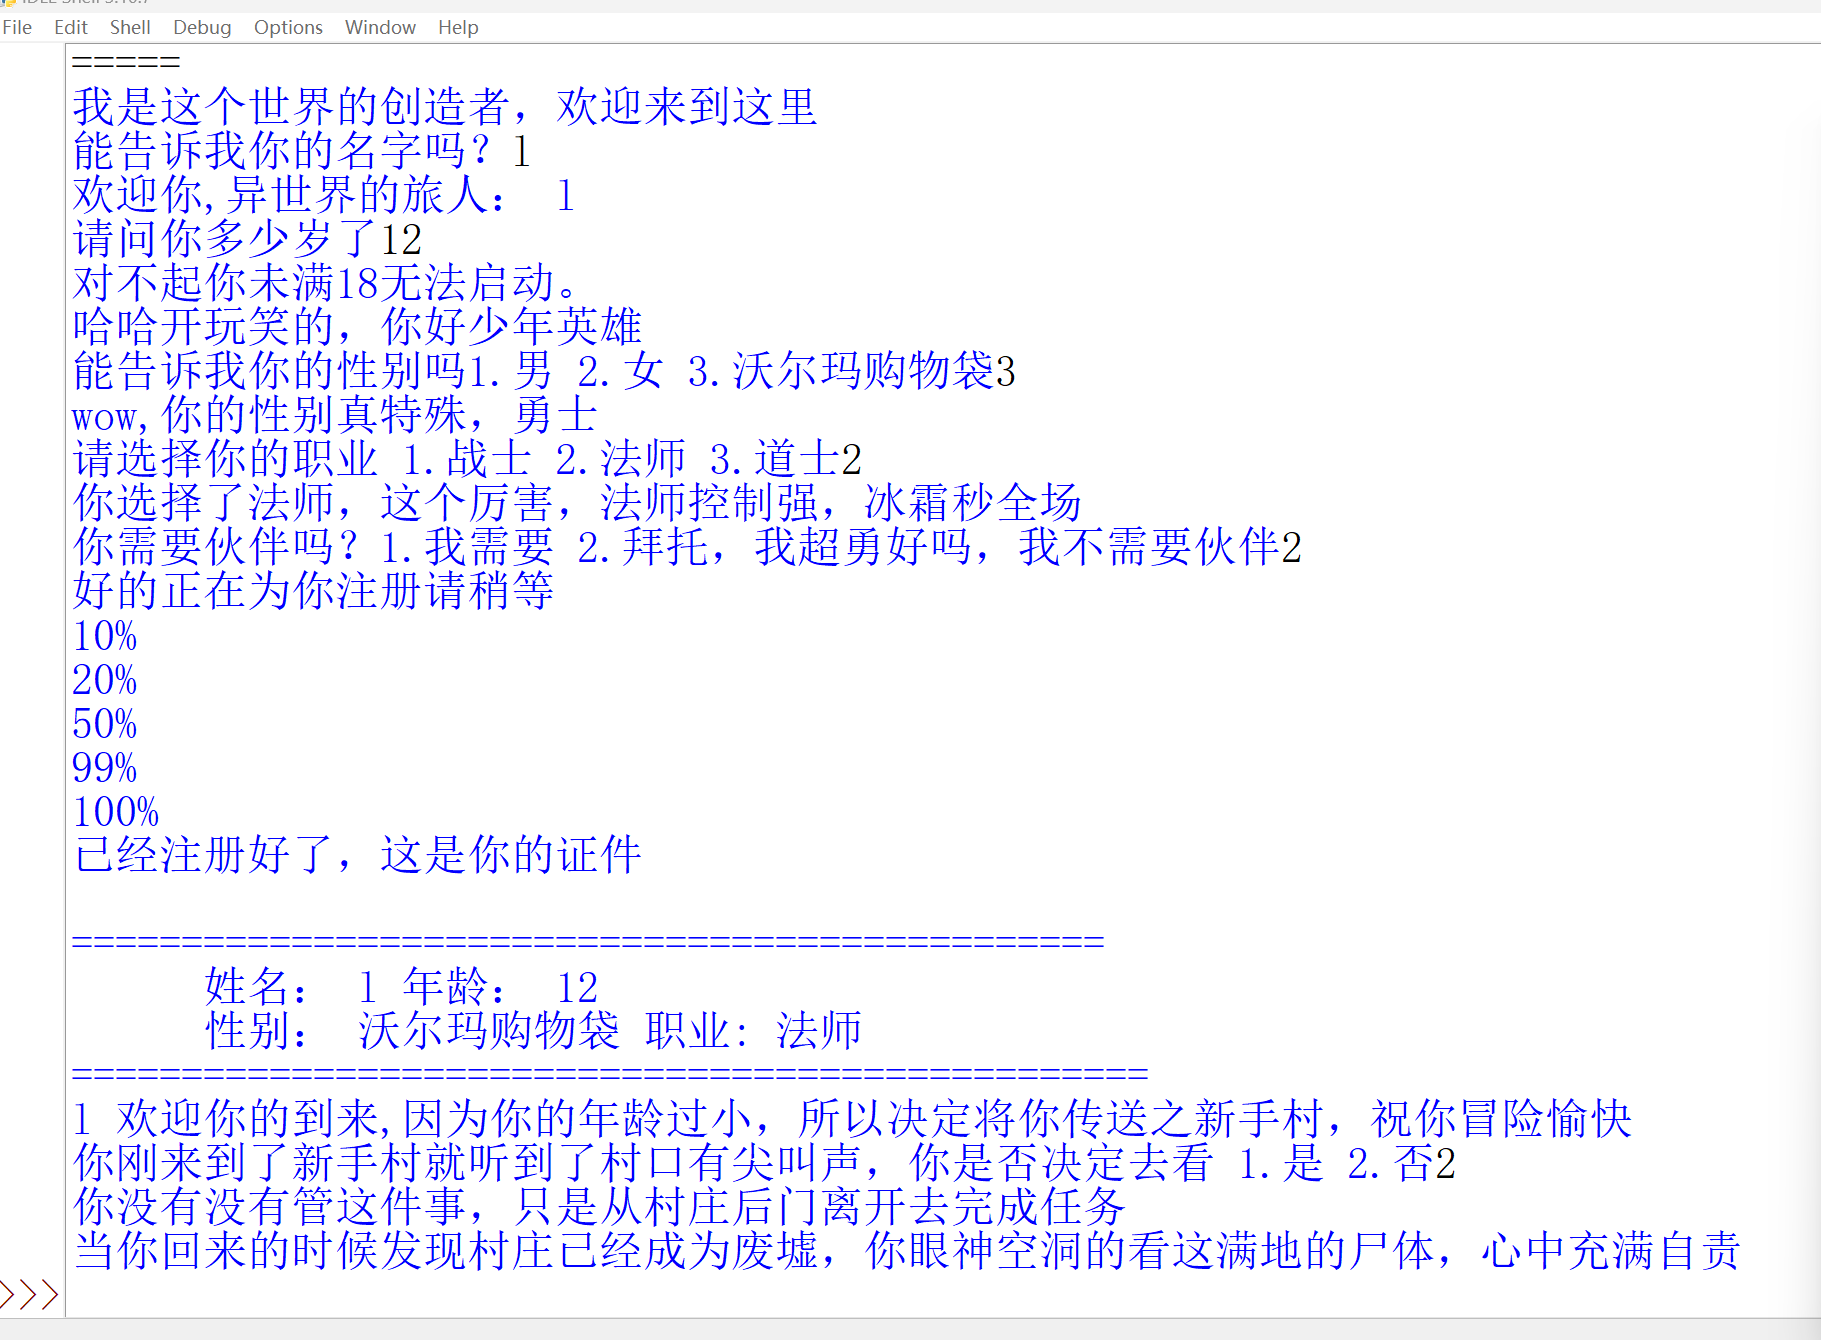 File Edit Shell Debug Options Window Help
=====
我是这个世界的创造者，欢迎来到这里
能告诉我你的名字吗？1
欢迎你,异世界的旅人： 1
请问你多少岁了12
对不起你未满18无法启动。
哈哈开玩笑的，你好少年英雄
能告诉我你的性别吗1.男 2.女 3.沃尔玛购物袋3
wow,你的性别真特殊，勇士
请选择你的职业 1.战士 2.法师 3.道士2
你选择了法师，这个厉害，法师控制强，冰霜秒全场
你需要伙伴吗？1.我需要 2.拜托，我超勇好吗，我不需要伙伴2
好的正在为你注册请稍等
10%
20%
50%
99%
100%
已经注册好了，这是你的证件
===============================================
姓名： 1 年龄： 12
性别： 沃尔玛购物袋 职业: 法师
=================================================
1 欢迎你的到来,因为你的年龄过小，所以决定将你传送之新手村，祝你冒险愉快
你刚来到了新手村就听到了村口有尖叫声，你是否决定去看 1.是 2.否2
你没有没有管这件事，只是从村庄后门离开去完成任务
当你回来的时候发现村庄已经成为废墟，你眼神空洞的看这满地的尸体，心中充满自责
>>>